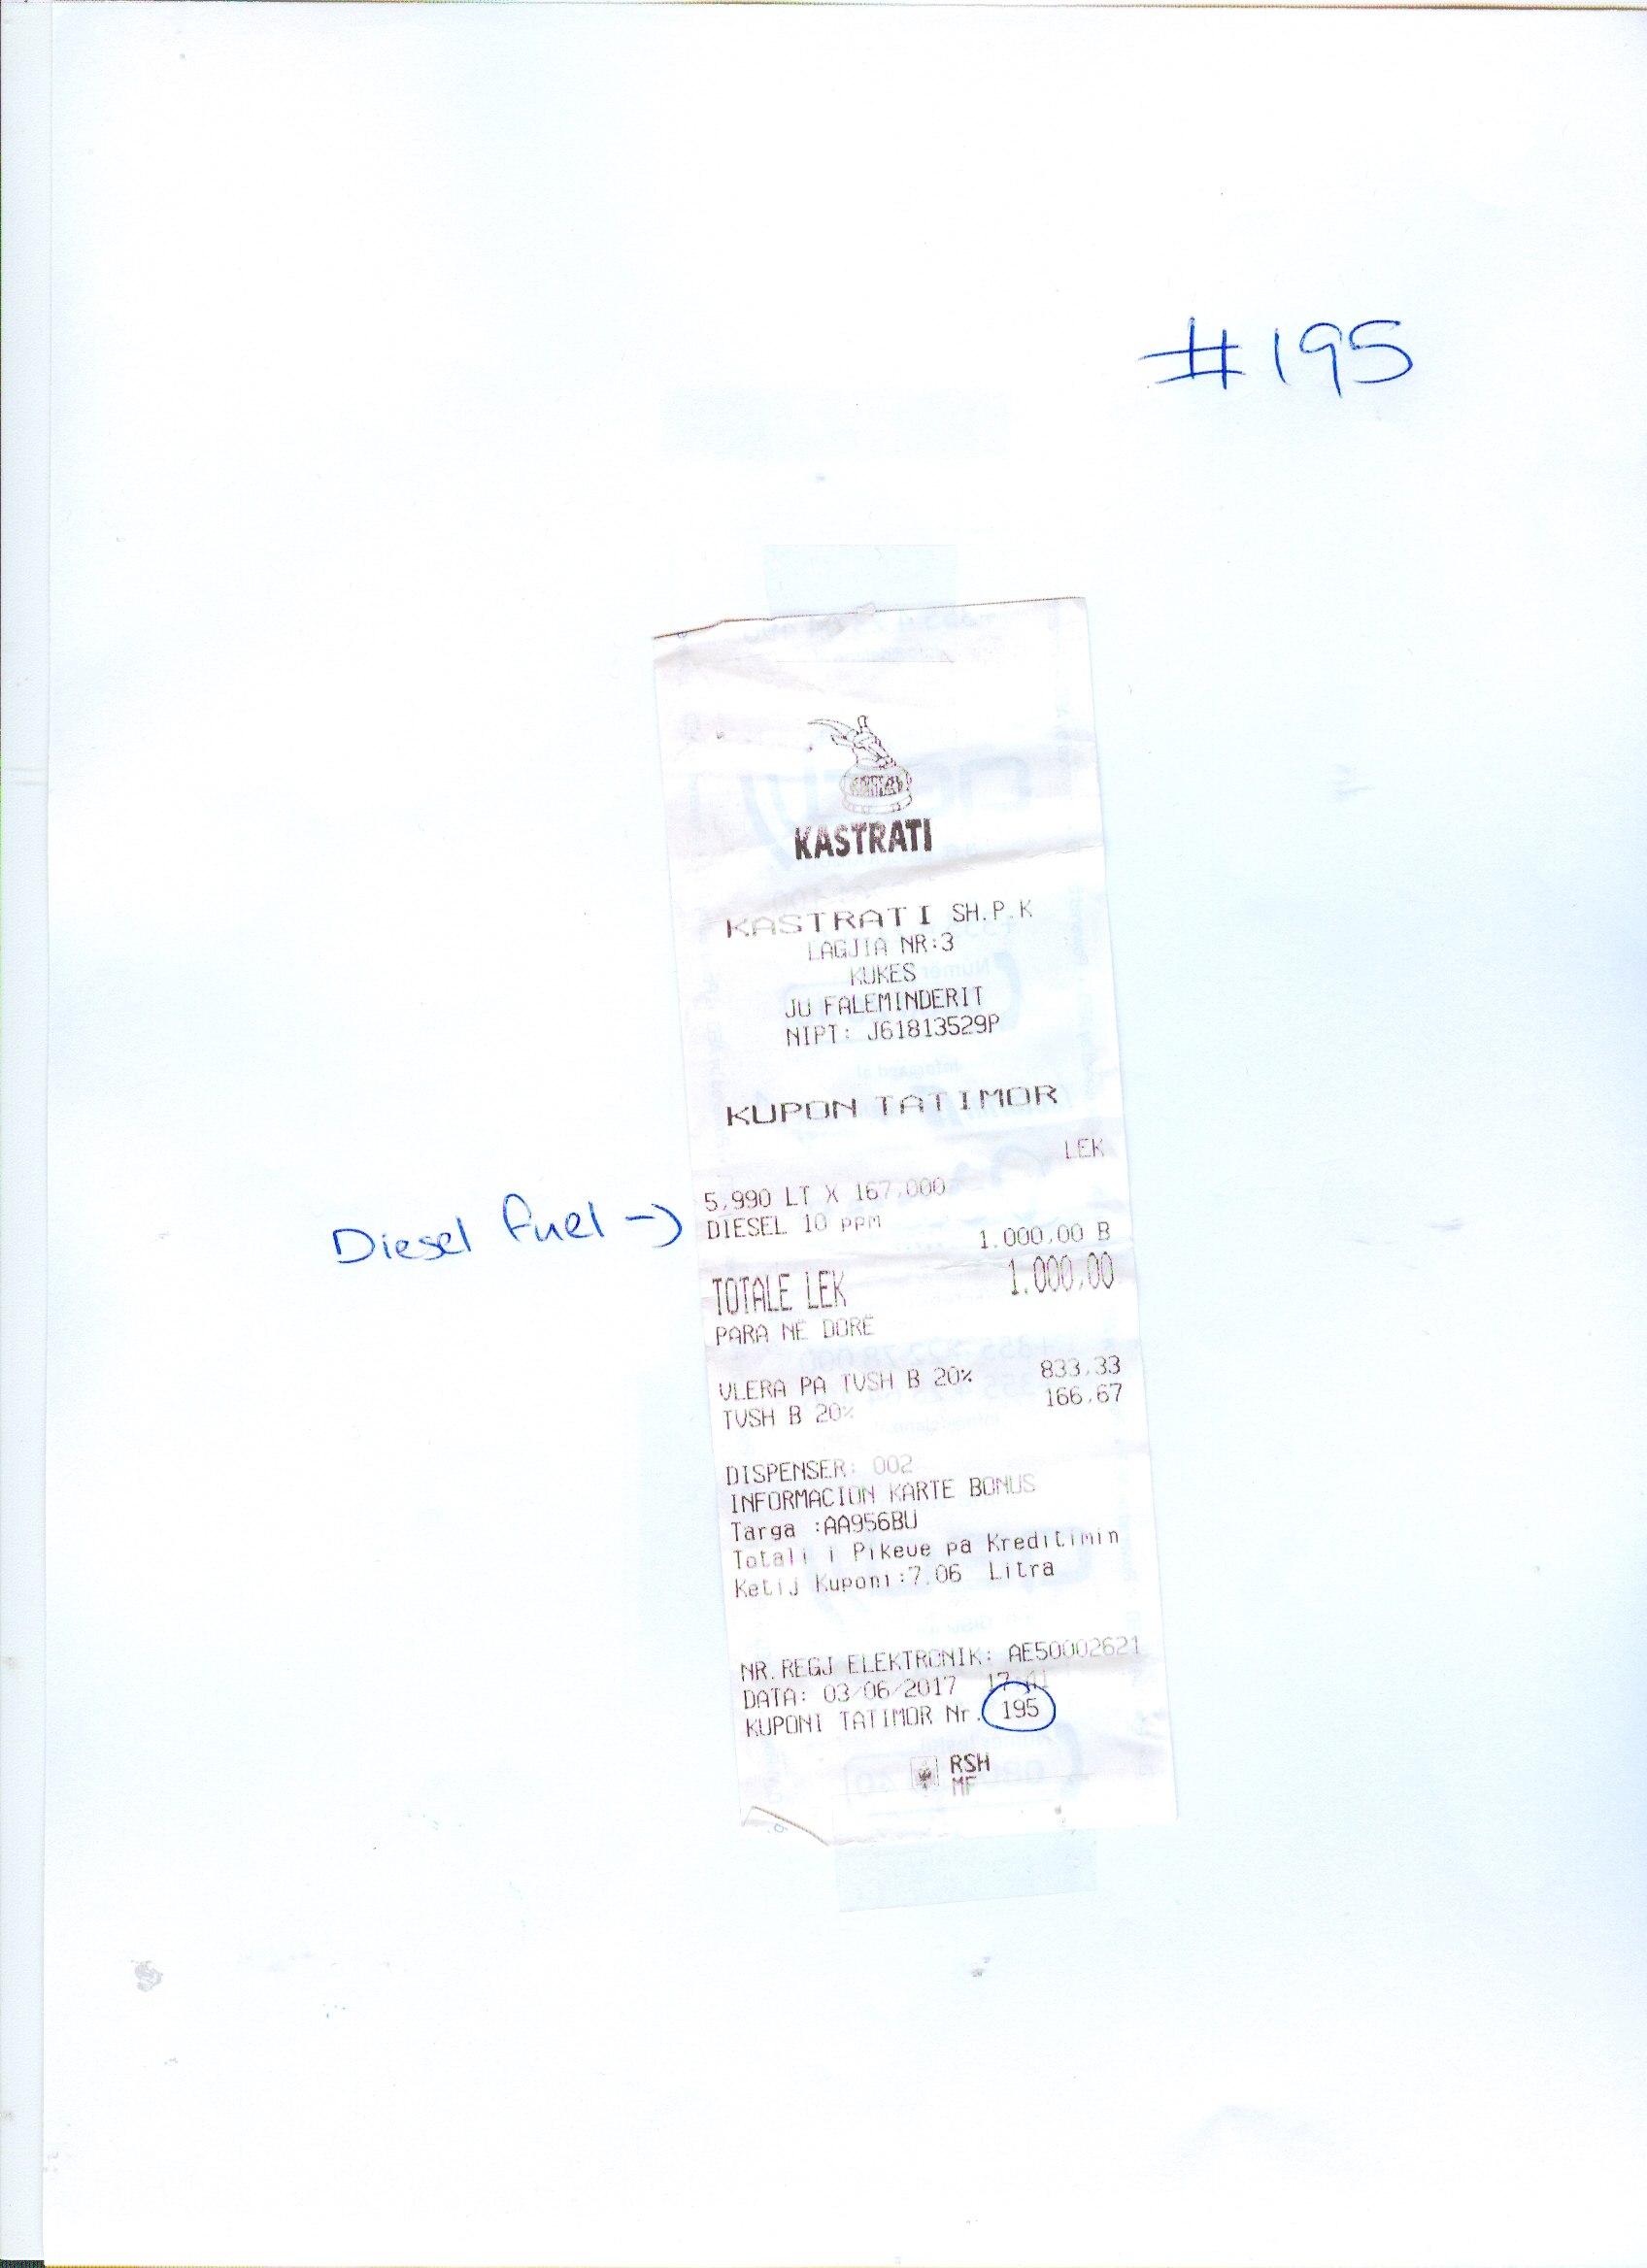 #195
KASTRATI
KASTRATI SH.P.K
LAGJIA NR:3
KUKES
JU FALEMINDERIT
NIPT: J61813529P
KUPON TATIMOR
LEK
5,990 LT X 167,000
Diesel fuel →
DIESEL 10 PPM
1.000,00 B
TOTALE LEK 1.000,00
PARA NË DORË
VLERA PA TVSH B 20% 833,33
TVSH B 20% 166,67
DISPENSER: 002
INFORMACION KARTE BONUS
Targa :AA956BU
Totali i Pikeve pa Kreditimin
Ketij Kuponi:7.06 Litra
NR.REGJ ELEKTRONIK: AE50002621
DATA: 03/06/2017 17:41
KUPONI TATIMOR Nr. 195
RSH
MF